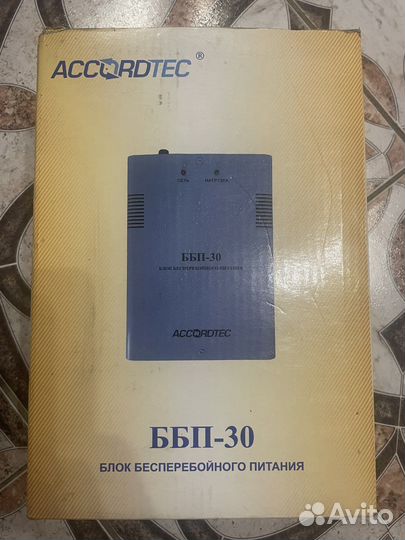 ACCORDTEC ®
СЕТЬ НАГРУЗКА
ББП-30
БЛОК БЕСПЕРЕБОЙНОГО ПИТАНИЯ
ACCORDTEC
ББП-30
БЛОК БЕСПЕРЕБОЙНОГО ПИТАНИЯ
Avito